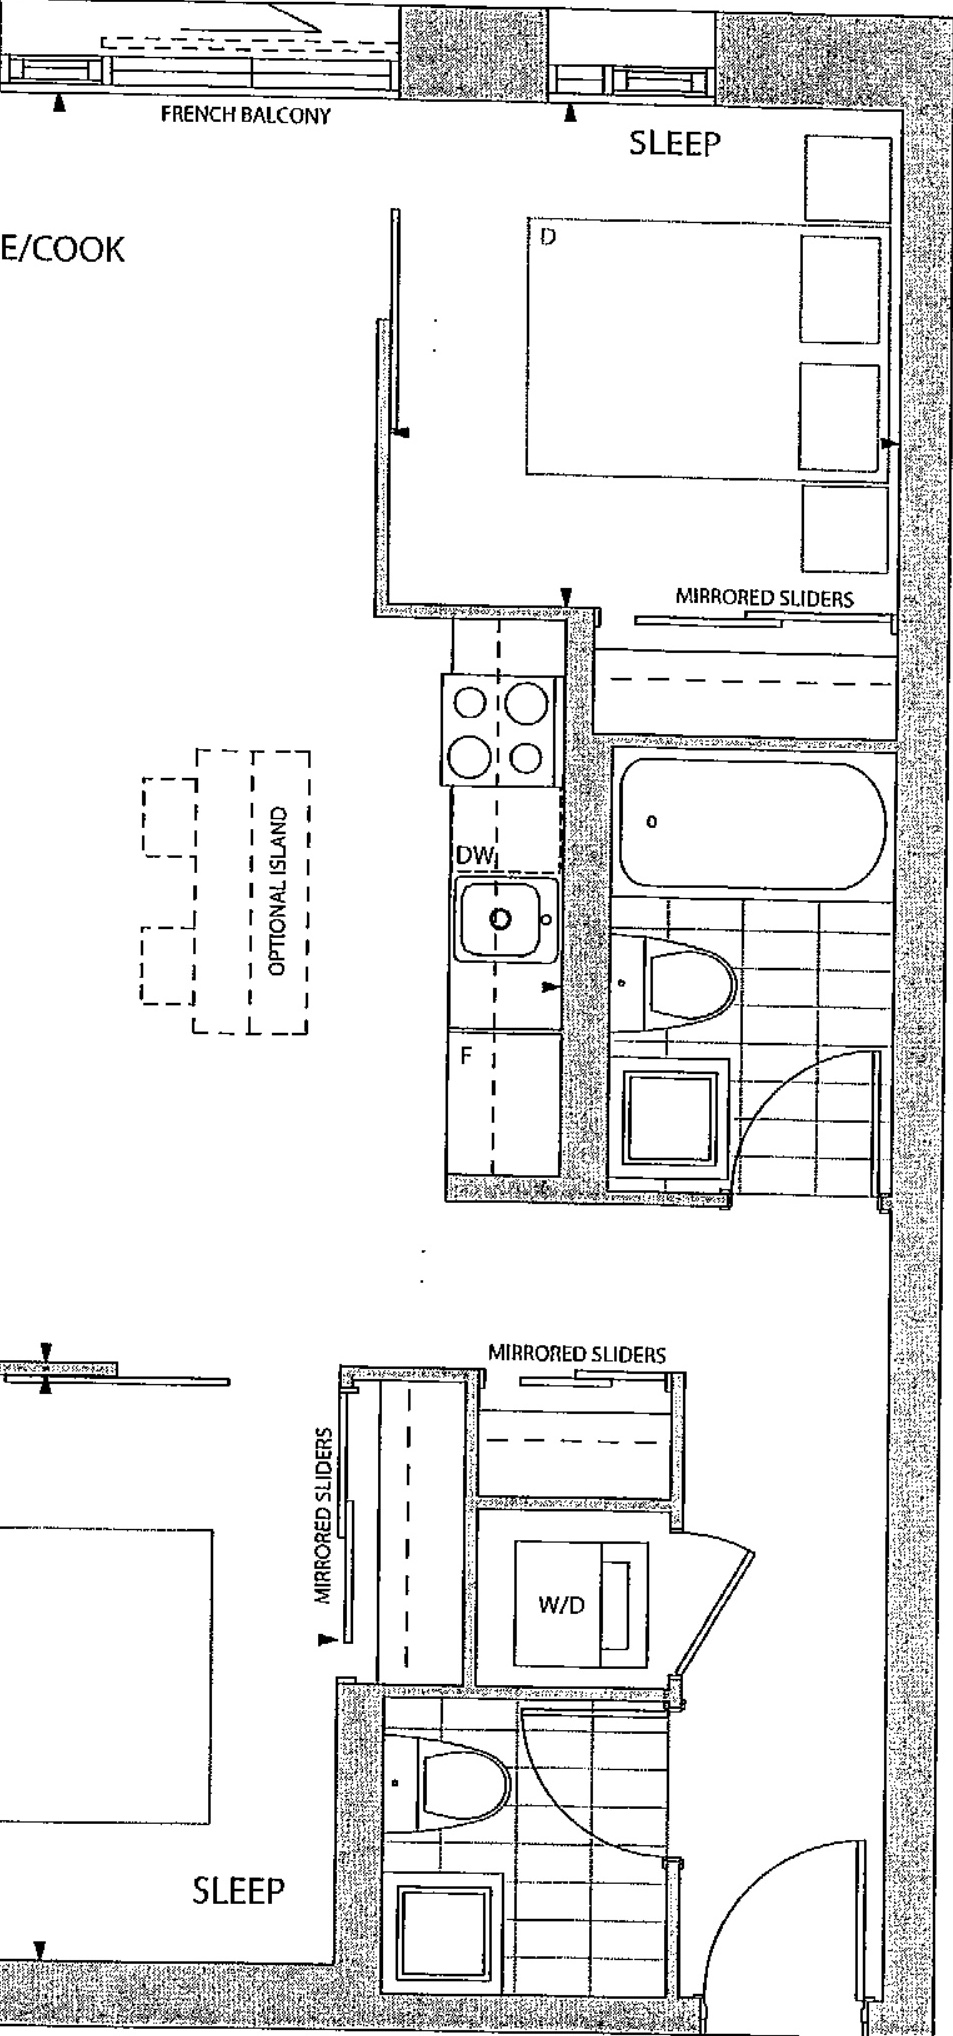 FRENCH BALCONY
SLEEP
E/COOK
D
MIRRORED SLIDERS
OPTIONAL ISLAND
DW
F
MIRRORED SLIDERS
MIRRORED SLIDERS
W/D
SLEEP